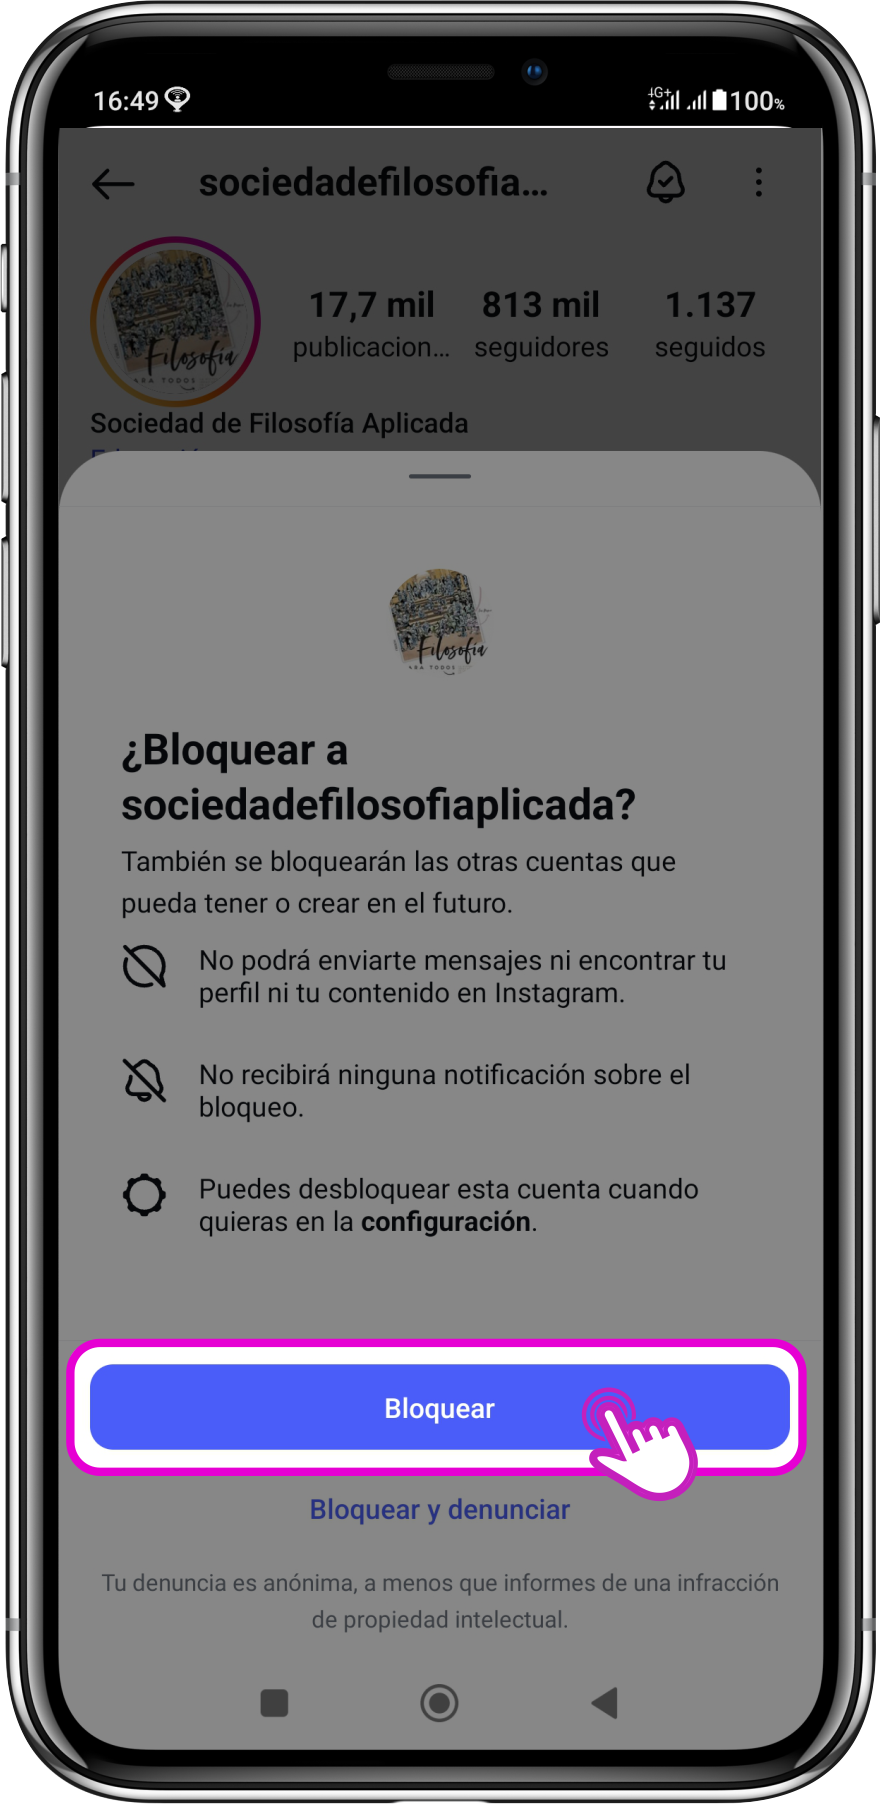 16:49 4G+ 100%
sociedadefilosofia...
17,7 mil 813 mil 1.137
publicacion... seguidores seguidos
Filosofía
ARA TODOS
Sociedad de Filosofía Aplicada
Filosofía
ARA TODOS
¿Bloquear a
sociedadefilosofiaplicada?
También se bloquearán las otras cuentas que
pueda tener o crear en el futuro.
No podrá enviarte mensajes ni encontrar tu
perfil ni tu contenido en Instagram.
No recibirá ninguna notificación sobre el
bloqueo.
Puedes desbloquear esta cuenta cuando
quieras en la configuración.
Bloquear
Bloquear y denunciar
Tu denuncia es anónima, a menos que informes de una infracción
de propiedad intelectual.